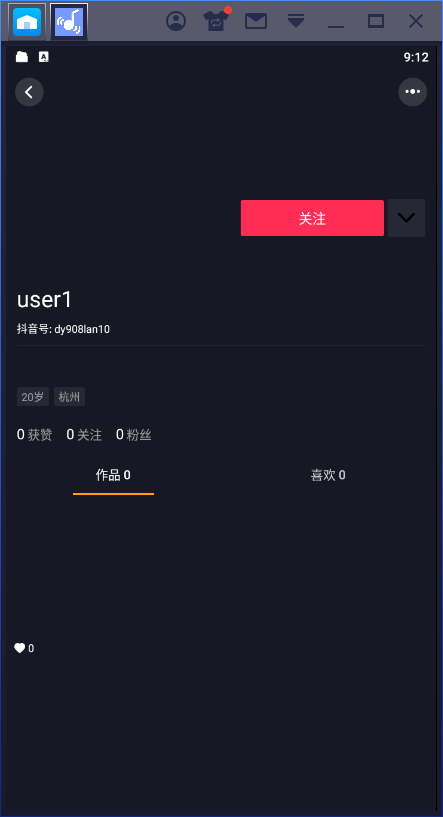 A
9:12
关注
user1
抖音号: dy908lan10
20岁 杭州
0 获赞 0 关注 0 粉丝
作品 0 喜欢 0
0